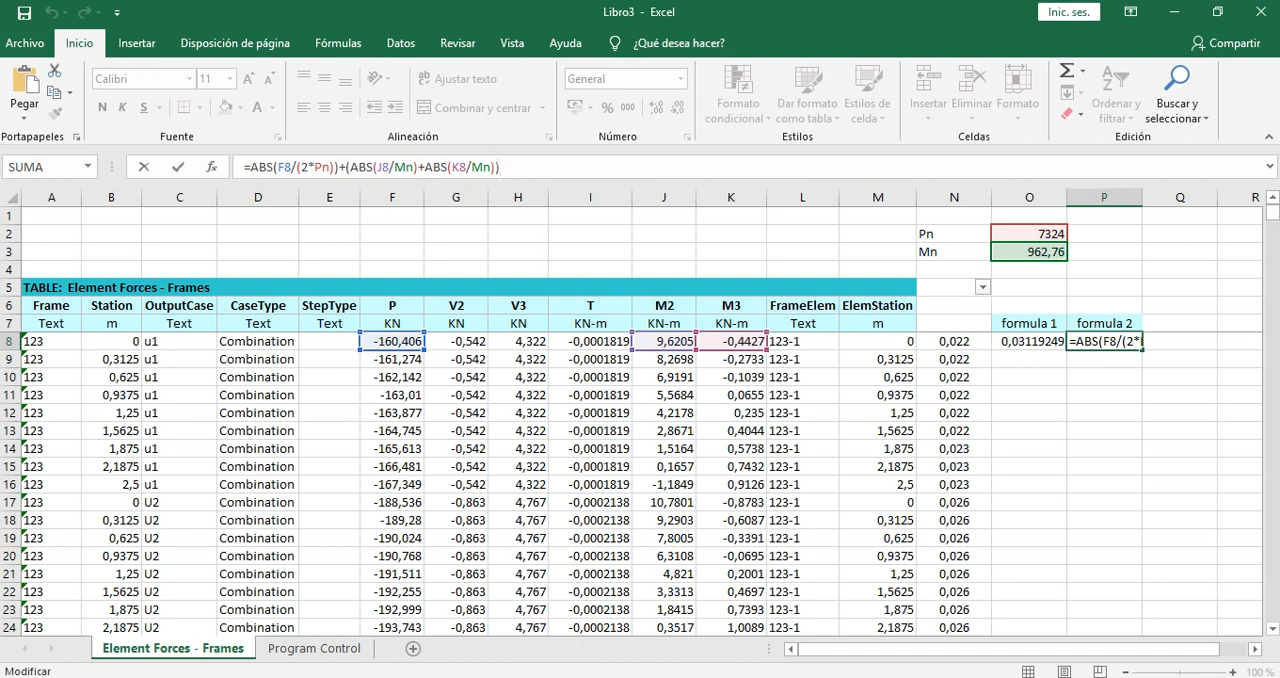 Libro3 - Excel
Inic. ses.
Archivo Inicio Insertar Disposición de página Fórmulas Datos Revisar Vista Ayuda ¿Qué desea hacer? Compartir
Pegar
Calibri 11
N K S
Ajustar texto
Combinar y centrar
General
% 000
Formato condicional
Dar formato como tabla
Estilos de celda
Insertar Eliminar Formato
Ordenar y filtrar
Buscar y seleccionar
Portapapeles Fuente Alineación Número Estilos Celdas Edición
SUMA =ABS(F8/(2*Pn))+(ABS(J8/Mn)+ABS(K8/Mn))
A B C D E F G H I J K L M N O P Q R
1
2 Pn 7324
3 Mn 962,76
4
5 TABLE: Element Forces - Frames
6 Frame Station OutputCase CaseType StepType P V2 V3 T M2 M3 FrameElem ElemStation
7 Text m Text Text Text KN KN KN KN-m KN-m KN-m Text m formula 1 formula 2
8 123 0 u1 Combination -160,406 -0,542 4,322 -0,0001819 9,6205 -0,4427 123-1 0 0,022 0,03119249 =ABS(F8/(2*
9 123 0,3125 u1 Combination -161,274 -0,542 4,322 -0,0001819 8,2698 -0,2733 123-1 0,3125 0,022
10 123 0,625 u1 Combination -162,142 -0,542 4,322 -0,0001819 6,9191 -0,1039 123-1 0,625 0,022
11 123 0,9375 u1 Combination -163,01 -0,542 4,322 -0,0001819 5,5684 0,0655 123-1 0,9375 0,022
12 123 1,25 u1 Combination -163,877 -0,542 4,322 -0,0001819 4,2178 0,235 123-1 1,25 0,022
13 123 1,5625 u1 Combination -164,745 -0,542 4,322 -0,0001819 2,8671 0,4044 123-1 1,5625 0,022
14 123 1,875 u1 Combination -165,613 -0,542 4,322 -0,0001819 1,5164 0,5738 123-1 1,875 0,023
15 123 2,1875 u1 Combination -166,481 -0,542 4,322 -0,0001819 0,1657 0,7432 123-1 2,1875 0,023
16 123 2,5 u1 Combination -167,349 -0,542 4,322 -0,0001819 -1,1849 0,9126 123-1 2,5 0,023
17 123 0 U2 Combination -188,536 -0,863 4,767 -0,0002138 10,7801 -0,8783 123-1 0 0,026
18 123 0,3125 U2 Combination -189,28 -0,863 4,767 -0,0002138 9,2903 -0,6087 123-1 0,3125 0,026
19 123 0,625 U2 Combination -190,024 -0,863 4,767 -0,0002138 7,8005 -0,3391 123-1 0,625 0,026
20 123 0,9375 U2 Combination -190,768 -0,863 4,767 -0,0002138 6,3108 -0,0695 123-1 0,9375 0,026
21 123 1,25 U2 Combination -191,511 -0,863 4,767 -0,0002138 4,821 0,2001 123-1 1,25 0,026
22 123 1,5625 U2 Combination -192,255 -0,863 4,767 -0,0002138 3,3313 0,4697 123-1 1,5625 0,026
23 123 1,875 U2 Combination -192,999 -0,863 4,767 -0,0002138 1,8415 0,7393 123-1 1,875 0,026
24 123 2,1875 U2 Combination -193,743 -0,863 4,767 -0,0002138 0,3517 1,0089 123-1 2,1875 0,026
Element Forces - Frames Program Control
Modificar 100 %